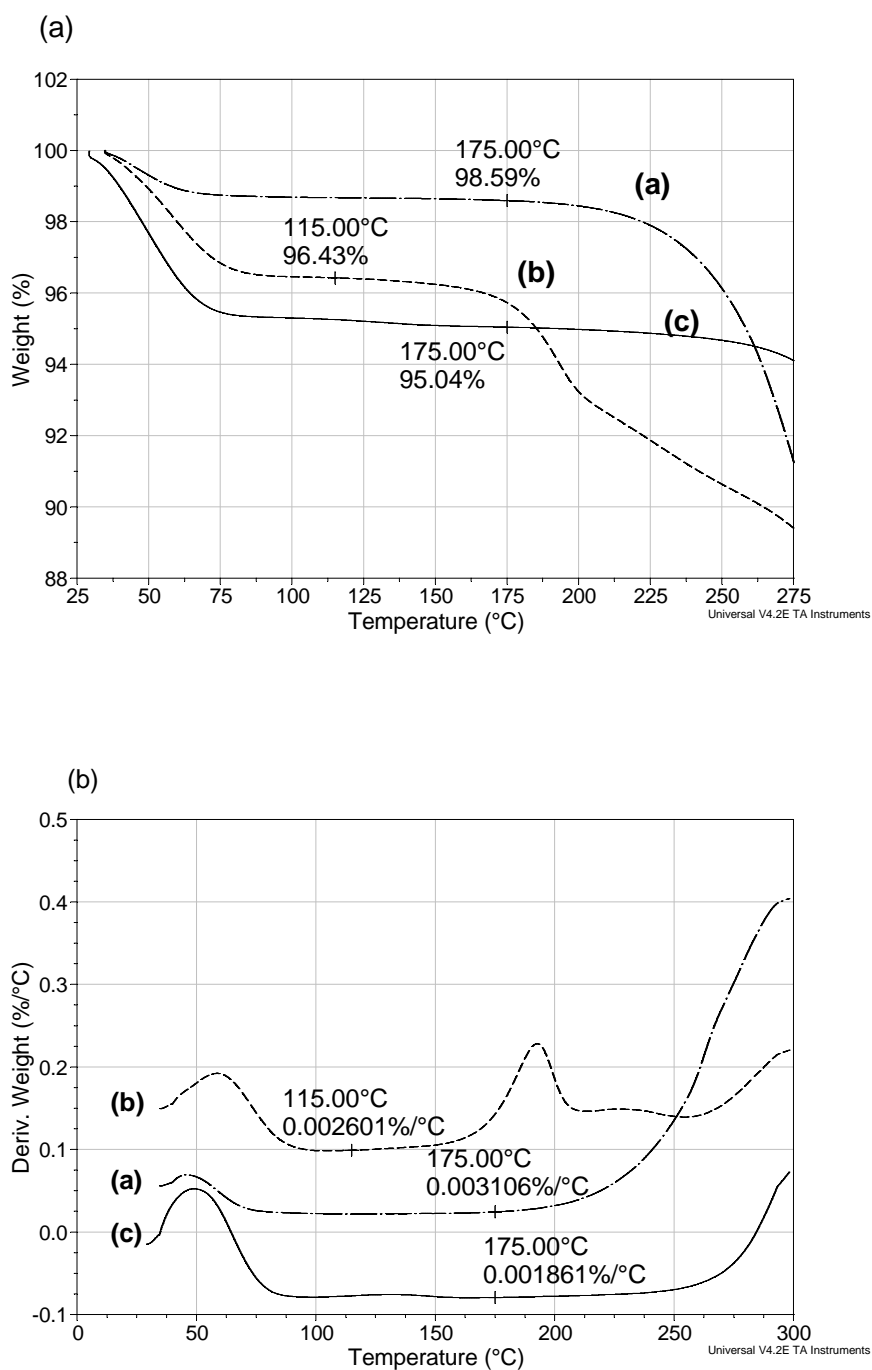 (a)
102
100
98
96
94
92
90
88
Weight (%)
175.00°C
98.59%
(a)
115.00°C
96.43%
(b)
(c)
175.00°C
95.04%
25 50 75 100 125 150 175 200 225 250 275
Temperature (°C)
Universal V4.2E TA Instruments
(b)
0.5
0.4
0.3
0.2
0.1
0.0
-0.1
Deriv. Weight (%/°C)
(b)
115.00°C
0.002601%/°C
(a)
175.00°C
0.003106%/°C
(c)
175.00°C
0.001861%/°C
0 50 100 150 200 250 300
Temperature (°C)
Universal V4.2E TA Instruments